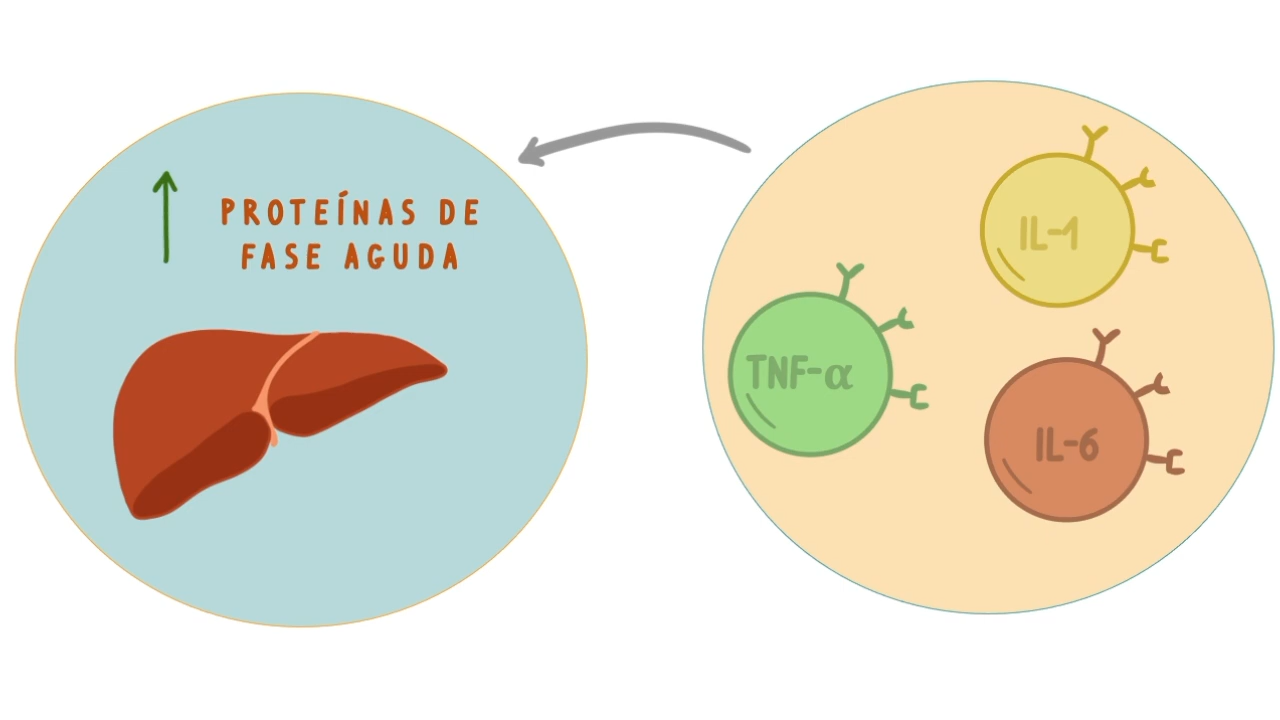 PROTEÍNAS DE
FASE AGUDA
TNF-α
IL-1
IL-6